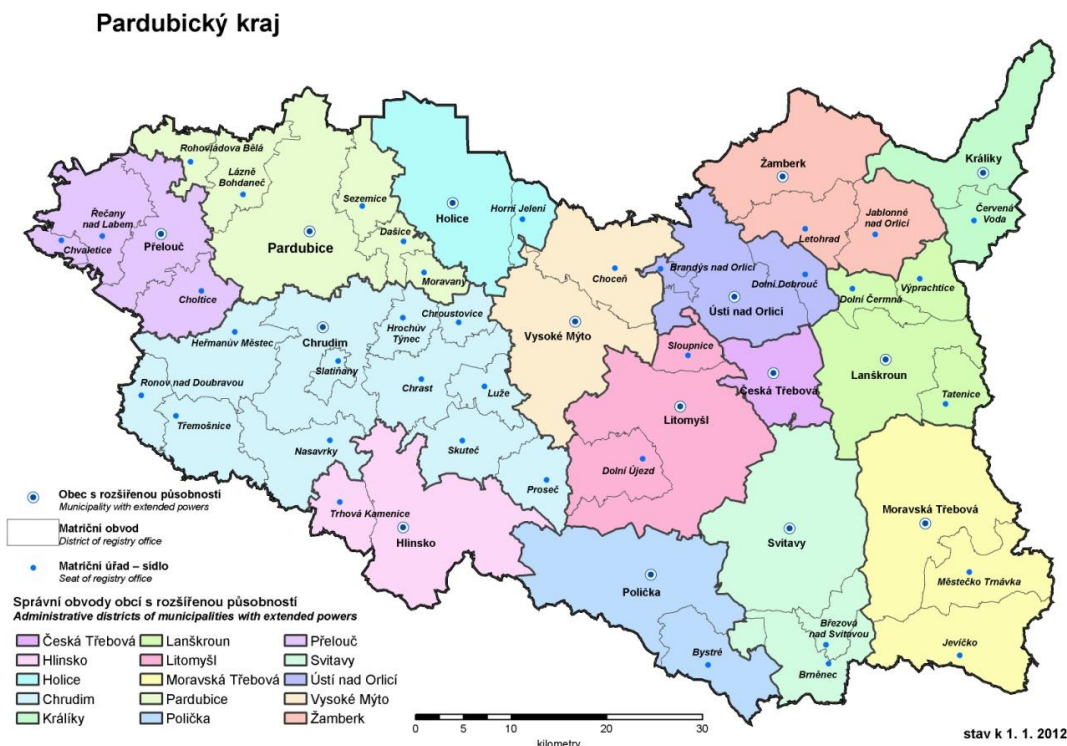 Pardubický kraj
Rohovládova Bělá
Lázně
Bohdaneč
Žamberk
Králíky
Sezemice
Holice
Horní Jelení
Červená
Voda
Řečany
nad Labem
Přelouč
Chvaletice
Pardubice
Dašice
Letohrad
Jablonné
nad Orlicí
Moravany
Choceň
Brandýs nad Orlicí
Dolní Dobrouč
Dolní Čermná
Výprachtice
Choltice
Ústí nad Orlicí
Chroustovice
Hrochův
Týnec
Chrudim
Heřmanův Městec
Vysoké Mýto
Sloupnice
Slatiňany
Lanškroun
Česká Třebová
Ronov nad Doubravou
Chrast
Luže
Tatenice
Litomyšl
Třemošnice
Nasavrky
Skuteč
Dolní Újezd
Proseč
Trhová Kamenice
Hlinsko
Moravská Třebová
Svitavy
Městečko Trnávka
Polička
Březová
nad Svitavou
Bystré
Brněnec
Jevíčko
Obec s rozšířenou působností
Municipality with extended powers
Matriční obvod
District of registry office
Matriční úřad – sídlo
Seat of registry office
Správní obvody obcí s rozšířenou působností
Administrative districts of municipalities with extended powers
Česká Třebová
Lanškroun
Přelouč
Hlinsko
Litomyšl
Svitavy
Holice
Moravská Třebová
Ústí nad Orlicí
Chrudim
Pardubice
Vysoké Mýto
Králíky
Polička
Žamberk
0 5 10 20 30
kilometry
stav k 1. 1. 2012